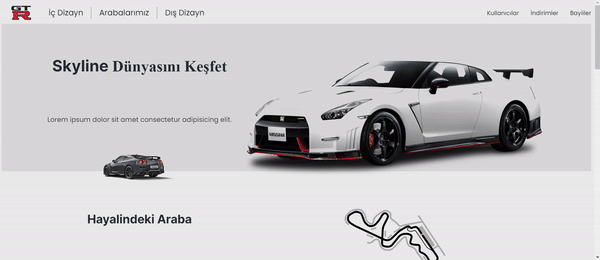 GT
R
İç Dizayn
Arabalarımız
Dış Dizayn
Kullanıcılar
İndirimler
Bayiiler
Skyline Dünyasını Keşfet
Lorem ipsum dolor sit amet consectetur adipisicing elit.
Hayalindeki Araba